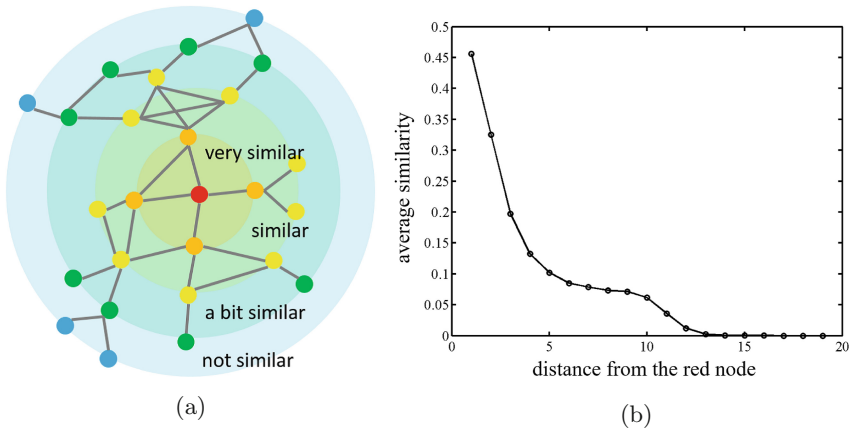 very similar
similar
a bit similar
not similar
(a)
0.5
0.45
0.4
0.35
0.3
0.25
0.2
0.15
0.1
0.05
0
average similarity
0 5 10 15 20
distance from the red node
(b)